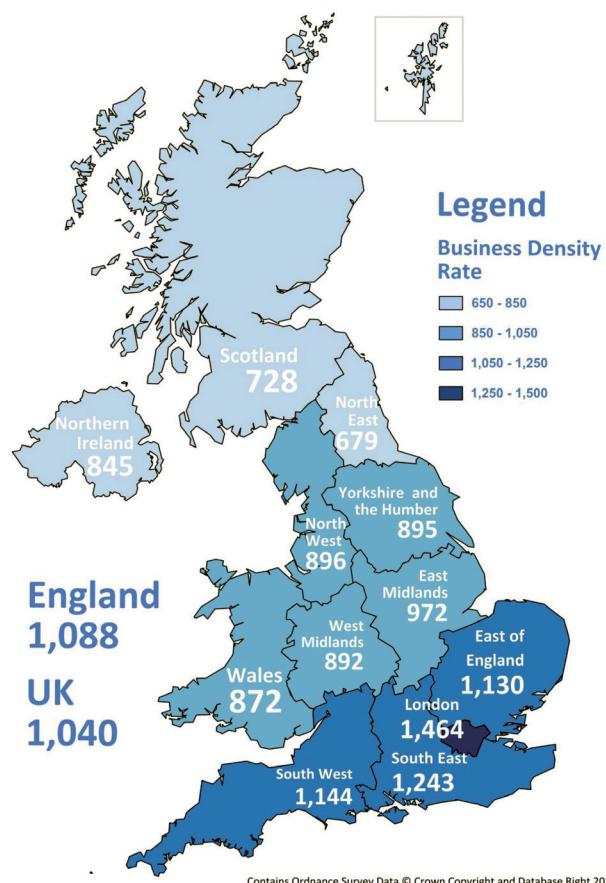 Legend
Business Density
Rate
650 - 850
850 - 1,050
1,050 - 1,250
1,250 - 1,500
Scotland
728
North
East
679
Northern
Ireland
845
Yorkshire and
the Humber
895
North
West
896
East
Midlands
972
England
1,088
West
Midlands
892
East of
England
1,130
Wales
872
UK
1,040
London
1,464
South East
1,243
South West
1,144
Contains Ordnance Survey Data © Crown Copyright and Database Right 20